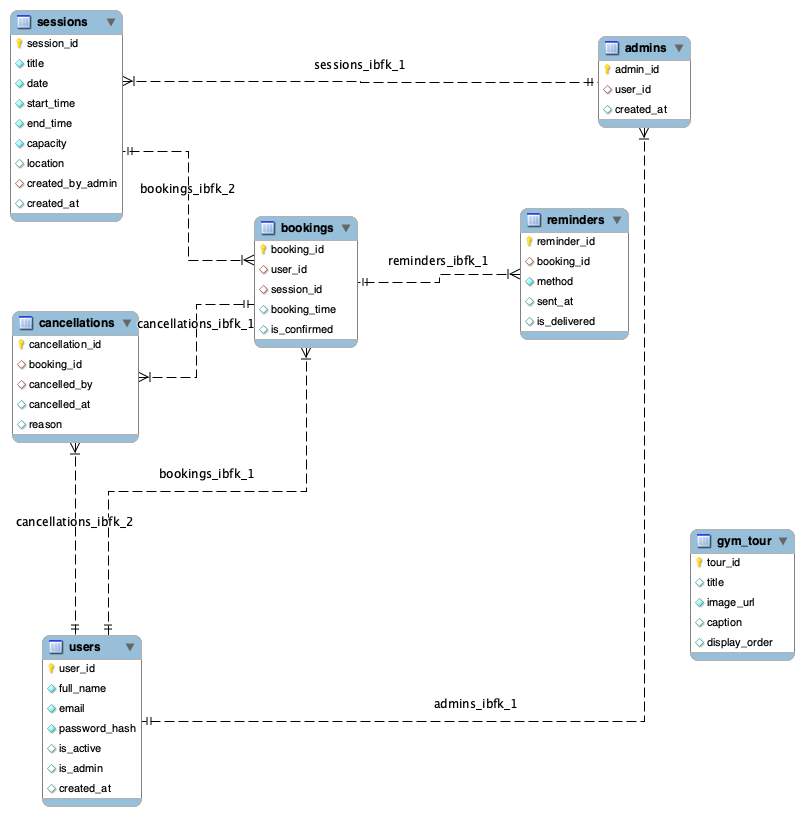 sessions
session_id
title
date
start_time
end_time
capacity
location
created_by_admin
created_at
sessions_ibfk_1
admins
admin_id
user_id
created_at
bookings_ibfk_2
bookings
booking_id
user_id
session_id
booking_time
is_confirmed
reminders_ibfk_1
reminders
reminder_id
booking_id
method
sent_at
is_delivered
cancellations_ibfk_1
cancellations
cancellation_id
booking_id
cancelled_by
cancelled_at
reason
bookings_ibfk_1
cancellations_ibfk_2
gym_tour
tour_id
title
image_url
caption
display_order
users
user_id
full_name
email
password_hash
is_active
is_admin
created_at
admins_ibfk_1